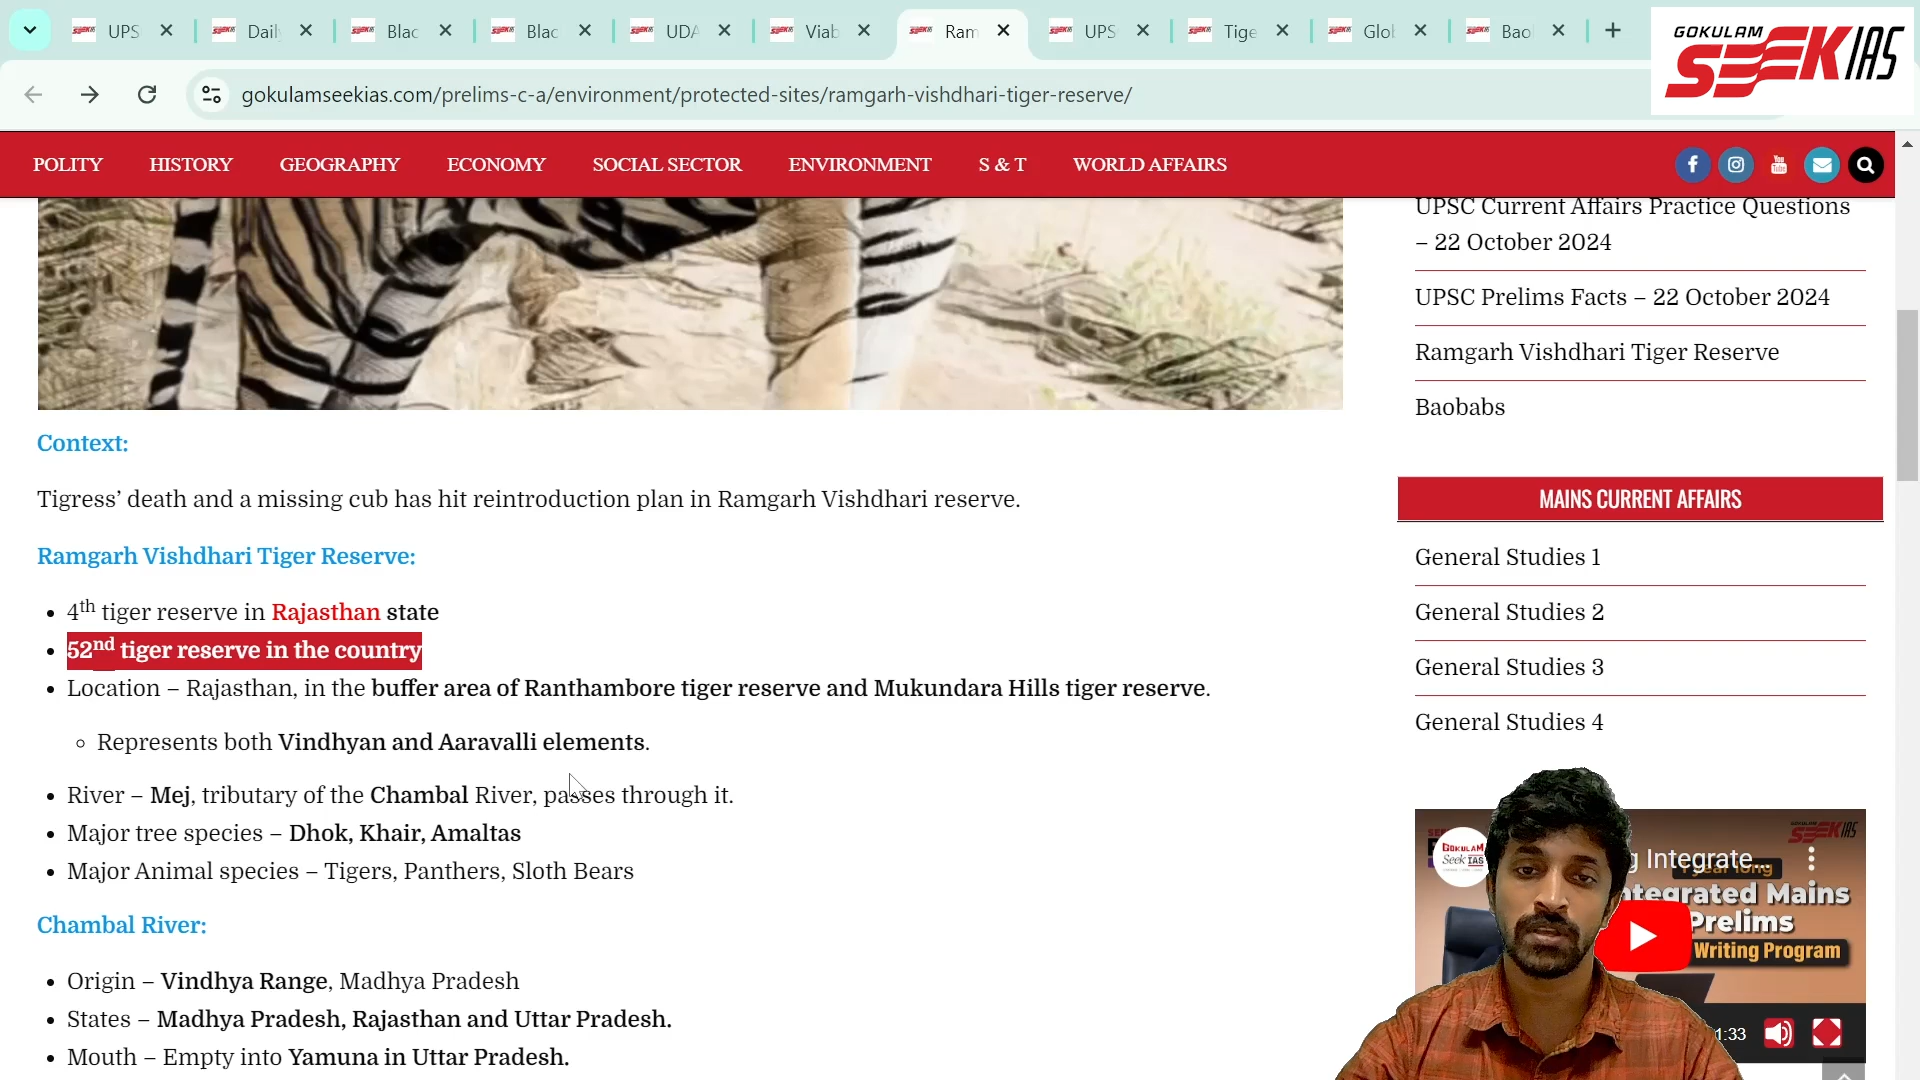 UPS
Dail
Blac
Blac
UDA
Viab
Ram
UPS
Tige
Glol
Bao
GOKULAM
SEEK IAS
gokulamseekias.com/prelims-c-a/environment/protected-sites/ramgarh-vishdhari-tiger-reserve/
POLITY HISTORY GEOGRAPHY ECONOMY SOCIAL SECTOR ENVIRONMENT S & T WORLD AFFAIRS
Context:
Tigress’ death and a missing cub has hit reintroduction plan in Ramgarh Vishdhari reserve.
Ramgarh Vishdhari Tiger Reserve:
• 4th tiger reserve in Rajasthan state
• 52nd tiger reserve in the country
• Location – Rajasthan, in the buffer area of Ranthambore tiger reserve and Mukundara Hills tiger reserve.
○ Represents both Vindhyan and Aaravalli elements.
• River – Mej, tributary of the Chambal River, passes through it.
• Major tree species – Dhok, Khair, Amaltas
• Major Animal species – Tigers, Panthers, Sloth Bears
Chambal River:
• Origin – Vindhya Range, Madhya Pradesh
• States – Madhya Pradesh, Rajasthan and Uttar Pradesh.
• Mouth – Empty into Yamuna in Uttar Pradesh.
UPSC Current Affairs Practice Questions
– 22 October 2024
UPSC Prelims Facts – 22 October 2024
Ramgarh Vishdhari Tiger Reserve
Baobabs
MAINS CURRENT AFFAIRS
General Studies 1
General Studies 2
General Studies 3
General Studies 4
GOKULAM
Seek IAS
g Integrate...
ntegrated Mains
Prelims
Writing Program
1:33